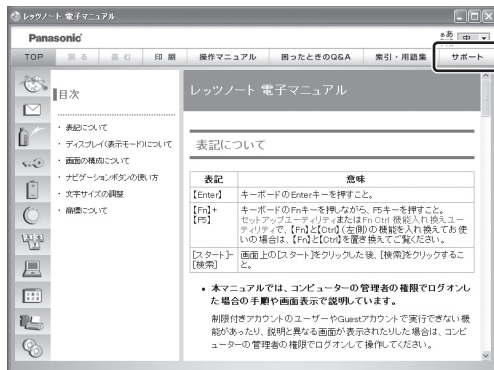 レッツノート 電子マニュアル
Panasonic
ああ 中
TOP 戻る 進む 印刷 操作マニュアル 困ったときのQ&A 索引・用語集 サポート
目次
・ 表記について
・ ディスプレイ(表示モード)について
・ 画面の構成について
・ ナビゲーションボタンの使い方
・ 文字サイズの調整
・ 商標について
レッツノート 電子マニュアル
表記について
表記 意味
【Enter】 キーボードのEnterキーを押すこと。
【Fn】+【F5】 キーボードのFnキーを押しながら、F5キーを押すこと。
セットアップユーティリティまたはFn Ctrl 機能入れ換えユー
ティリティで、【Fn】と【Ctrl】(左側)の機能を入れ換えてお使
いの場合は、【Fn】と【Ctrl】を置き換えてご覧ください。
[スタート]-[検索] 画面上の[スタート]をクリックした後、[検索]をクリックするこ
と。
• 本マニュアルでは、コンピューターの管理者の権限でログオンし
た場合の手順や画面表示で説明しています。
制限付きアカウントのユーザーやGuestアカウントで実行できない機
能があったり、説明と異なる画面が表示されたりした場合は、コンピ
ューターの管理者の権限でログオンして操作してください。